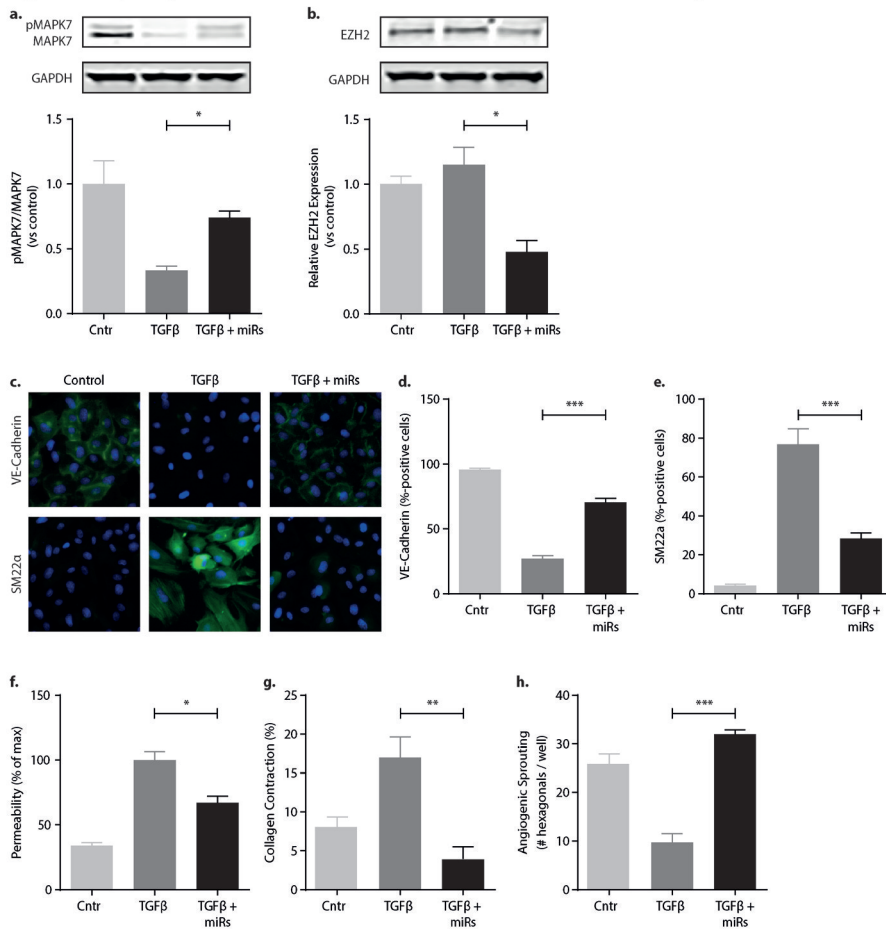 a.
pMAPK7
MAPK7
GAPDH
*
1.5
1.0
0.5
0.0
pMAPK7/MAPK7
(vs control)
Cntr TGFβ TGFβ + miRs
b.
EZH2
GAPDH
*
1.5
1.0
0.5
0.0
Relative EZH2 Expression
(vs control)
Cntr TGFβ TGFβ + miRs
c.
Control TGFβ TGFβ + miRs
VE-Cadherin
SM22α
d.
***
150
100
50
0
VE-Cadherin (%-positive cells)
Cntr TGFβ TGFβ +
miRs
e.
***
100
80
60
40
20
0
SM22a (%-positive cells)
Cntr TGFβ TGFβ +
miRs
f.
*
150
100
50
0
Permeability (% of max)
Cntr TGFβ TGFβ +
miRs
g.
**
25
20
15
10
5
0
Collagen Contraction (%)
Cntr TGFβ TGFβ +
miRs
h.
***
40
30
20
10
0
Angiogenic Sprouting
(# hexagonals / well)
Cntr TGFβ TGFβ +
miRs